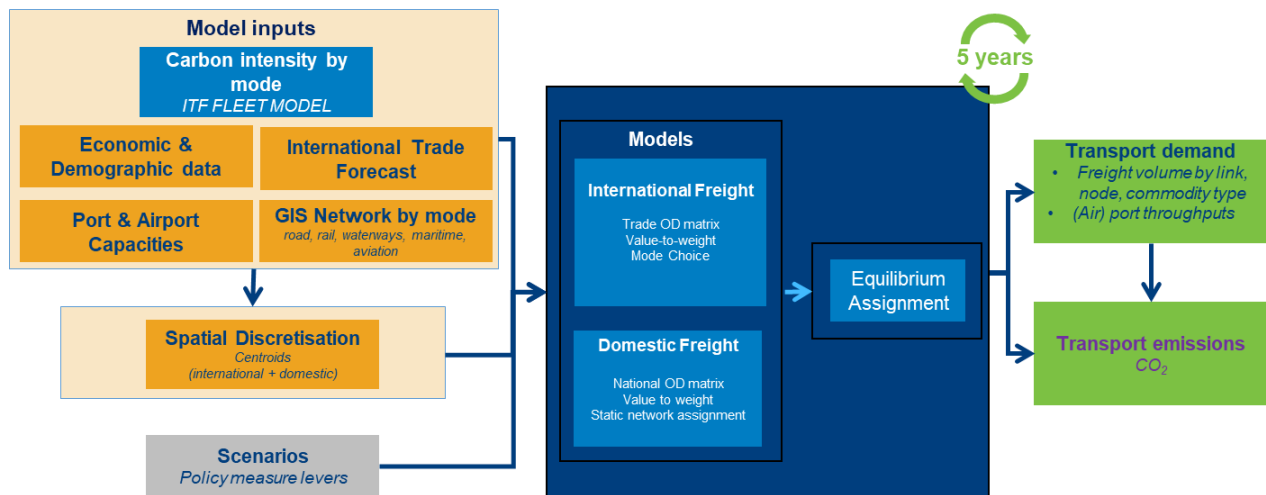 Model inputs
Carbon intensity by
mode
ITF FLEET MODEL
Economic &
Demographic data
International Trade
Forecast
Port & Airport
Capacities
GIS Network by mode
road, rail, waterways, maritime,
aviation
Spatial Discretisation
Centroids
(international + domestic)
Scenarios
Policy measure levers
5 years
Models
International Freight
Trade OD matrix
Value-to-weight
Mode Choice
Domestic Freight
National OD matrix
Value to weight
Static network assignment
Equilibrium
Assignment
Transport demand
• Freight volume by link,
node, commodity type
• (Air) port throughputs
Transport emissions
CO₂